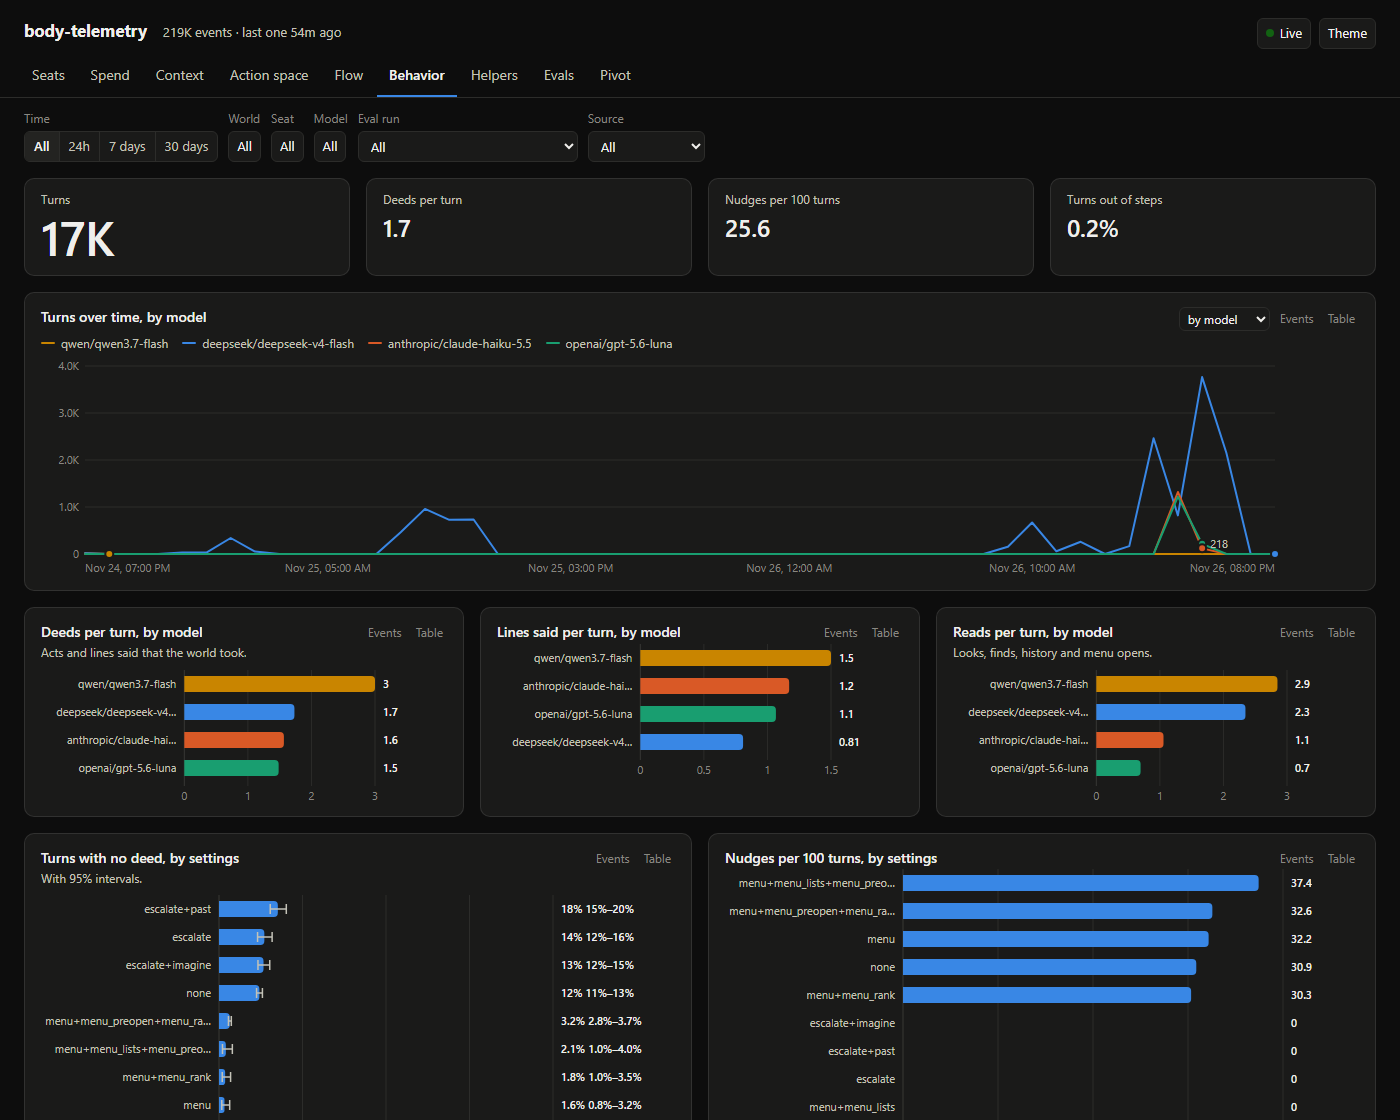 body-telemetry 219K events · last one 54m ago Live Theme
Seats Spend Context Action space Flow Behavior Helpers Evals Pivot
Time World Seat Model Eval run Source
All 24h 7 days 30 days All All All All All
Turns
17K
Deeds per turn
1.7
Nudges per 100 turns
25.6
Turns out of steps
0.2%
Turns over time, by model by model Events Table
qwen/qwen3.7-flash deepseek/deepseek-v4-flash anthropic/claude-haiku-5.5 openai/gpt-5.6-luna
4.0K
3.0K
2.0K
1.0K
0
218
Nov 24, 07:00 PM Nov 25, 05:00 AM Nov 25, 03:00 PM Nov 26, 12:00 AM Nov 26, 10:00 AM Nov 26, 08:00 PM
Deeds per turn, by model Events Table
Acts and lines said that the world took.
qwen/qwen3.7-flash 3
deepseek/deepseek-v4... 1.7
anthropic/claude-hai... 1.6
openai/gpt-5.6-luna 1.5
0 1 2 3
Lines said per turn, by model Events Table
qwen/qwen3.7-flash 1.5
anthropic/claude-hai... 1.2
openai/gpt-5.6-luna 1.1
deepseek/deepseek-v4... 0.81
0 0.5 1 1.5
Reads per turn, by model Events Table
Looks, finds, history and menu opens.
qwen/qwen3.7-flash 2.9
deepseek/deepseek-v4... 2.3
anthropic/claude-hai... 1.1
openai/gpt-5.6-luna 0.7
0 1 2 3
Turns with no deed, by settings Events Table
With 95% intervals.
escalate+past 18% 15%–20%
escalate 14% 12%–16%
escalate+imagine 13% 12%–15%
none 12% 11%–13%
menu+menu_preopen+menu_ra... 3.2% 2.8%–3.7%
menu+menu_lists+menu_preo... 2.1% 1.0%–4.0%
menu+menu_rank 1.8% 1.0%–3.5%
menu 1.6% 0.8%–3.2%
Nudges per 100 turns, by settings Events Table
menu+menu_lists+menu_preo... 37.4
menu+menu_preopen+menu_ra... 32.6
menu 32.2
none 30.9
menu+menu_rank 30.3
escalate+imagine 0
escalate+past 0
escalate 0
menu+menu_lists 0